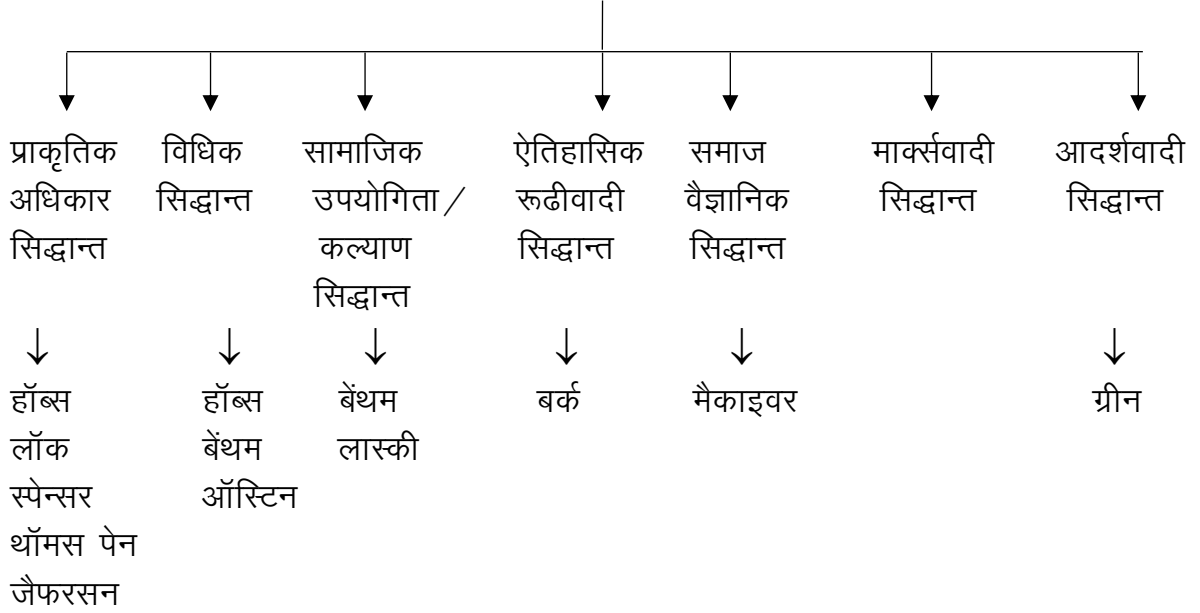 प्राकृतिक
अधिकार
सिद्धान्त
विधिक
सिद्धान्त
सामाजिक
उपयोगिता/
कल्याण
सिद्धान्त
ऐतिहासिक
रूढीवादी
सिद्धान्त
समाज
वैज्ञानिक
सिद्धान्त
मार्क्सवादी
सिद्धान्त
आदर्शवादी
सिद्धान्त
↓ ↓ ↓ ↓ ↓ ↓
हॉब्स
लॉक
स्पेन्सर
थॉमस पेन
जैफरसन
हॉब्स
बेंथम
ऑस्टिन
बेंथम
लास्की
बर्क
मैकाइवर
ग्रीन